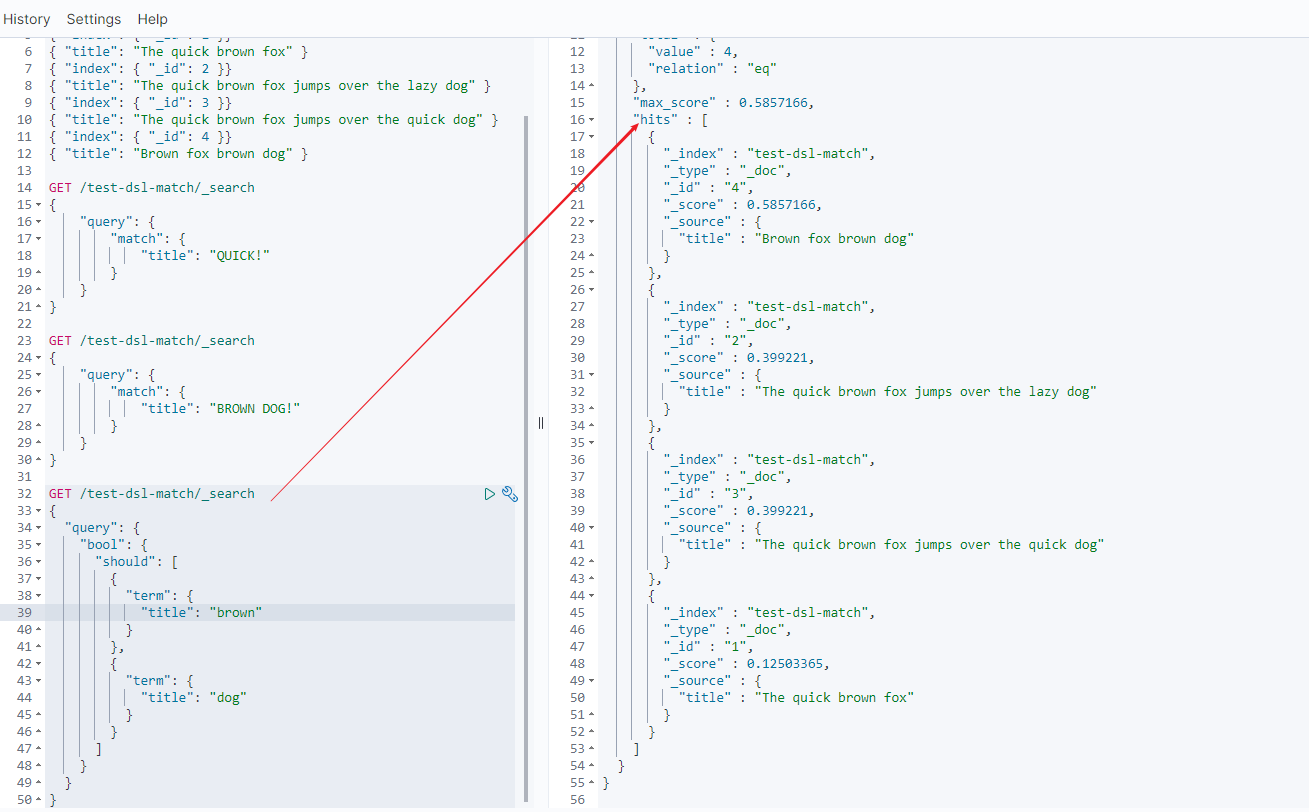 History Settings Help
6 { "title": "The quick brown fox" }
7 { "index": { "_id": 2 }}
8 { "title": "The quick brown fox jumps over the lazy dog" }
9 { "index": { "_id": 3 }}
10 { "title": "The quick brown fox jumps over the quick dog" }
11 { "index": { "_id": 4 }}
12 { "title": "Brown fox brown dog" }
13
14 GET /test-dsl-match/_search
15 {
16 "query": {
17 "match": {
18 "title": "QUICK!"
19 }
20 }
21 }
22
23 GET /test-dsl-match/_search
24 {
25 "query": {
26 "match": {
27 "title": "BROWN DOG!"
28 }
29 }
30 }
31
32 GET /test-dsl-match/_search
33 {
34 "query": {
35 "bool": {
36 "should": [
37 {
38 "term": {
39 "title": "brown"
40 }
41 },
42 {
43 "term": {
44 "title": "dog"
45 }
46 }
47 ]
48 }
49 }
50 }
12 "value" : 4,
13 "relation" : "eq"
14 },
15 "max_score" : 0.5857166,
16 "hits" : [
17 {
18 "_index" : "test-dsl-match",
19 "_type" : "_doc",
20 "_id" : "4",
21 "_score" : 0.5857166,
22 "_source" : {
23 "title" : "Brown fox brown dog"
24 }
25 },
26 {
27 "_index" : "test-dsl-match",
28 "_type" : "_doc",
29 "_id" : "2",
30 "_score" : 0.399221,
31 "_source" : {
32 "title" : "The quick brown fox jumps over the lazy dog"
33 }
34 },
35 {
36 "_index" : "test-dsl-match",
37 "_type" : "_doc",
38 "_id" : "3",
39 "_score" : 0.399221,
40 "_source" : {
41 "title" : "The quick brown fox jumps over the quick dog"
42 }
43 },
44 {
45 "_index" : "test-dsl-match",
46 "_type" : "_doc",
47 "_id" : "1",
48 "_score" : 0.12503365,
49 "_source" : {
50 "title" : "The quick brown fox"
51 }
52 }
53 ]
54 }
55 }
56